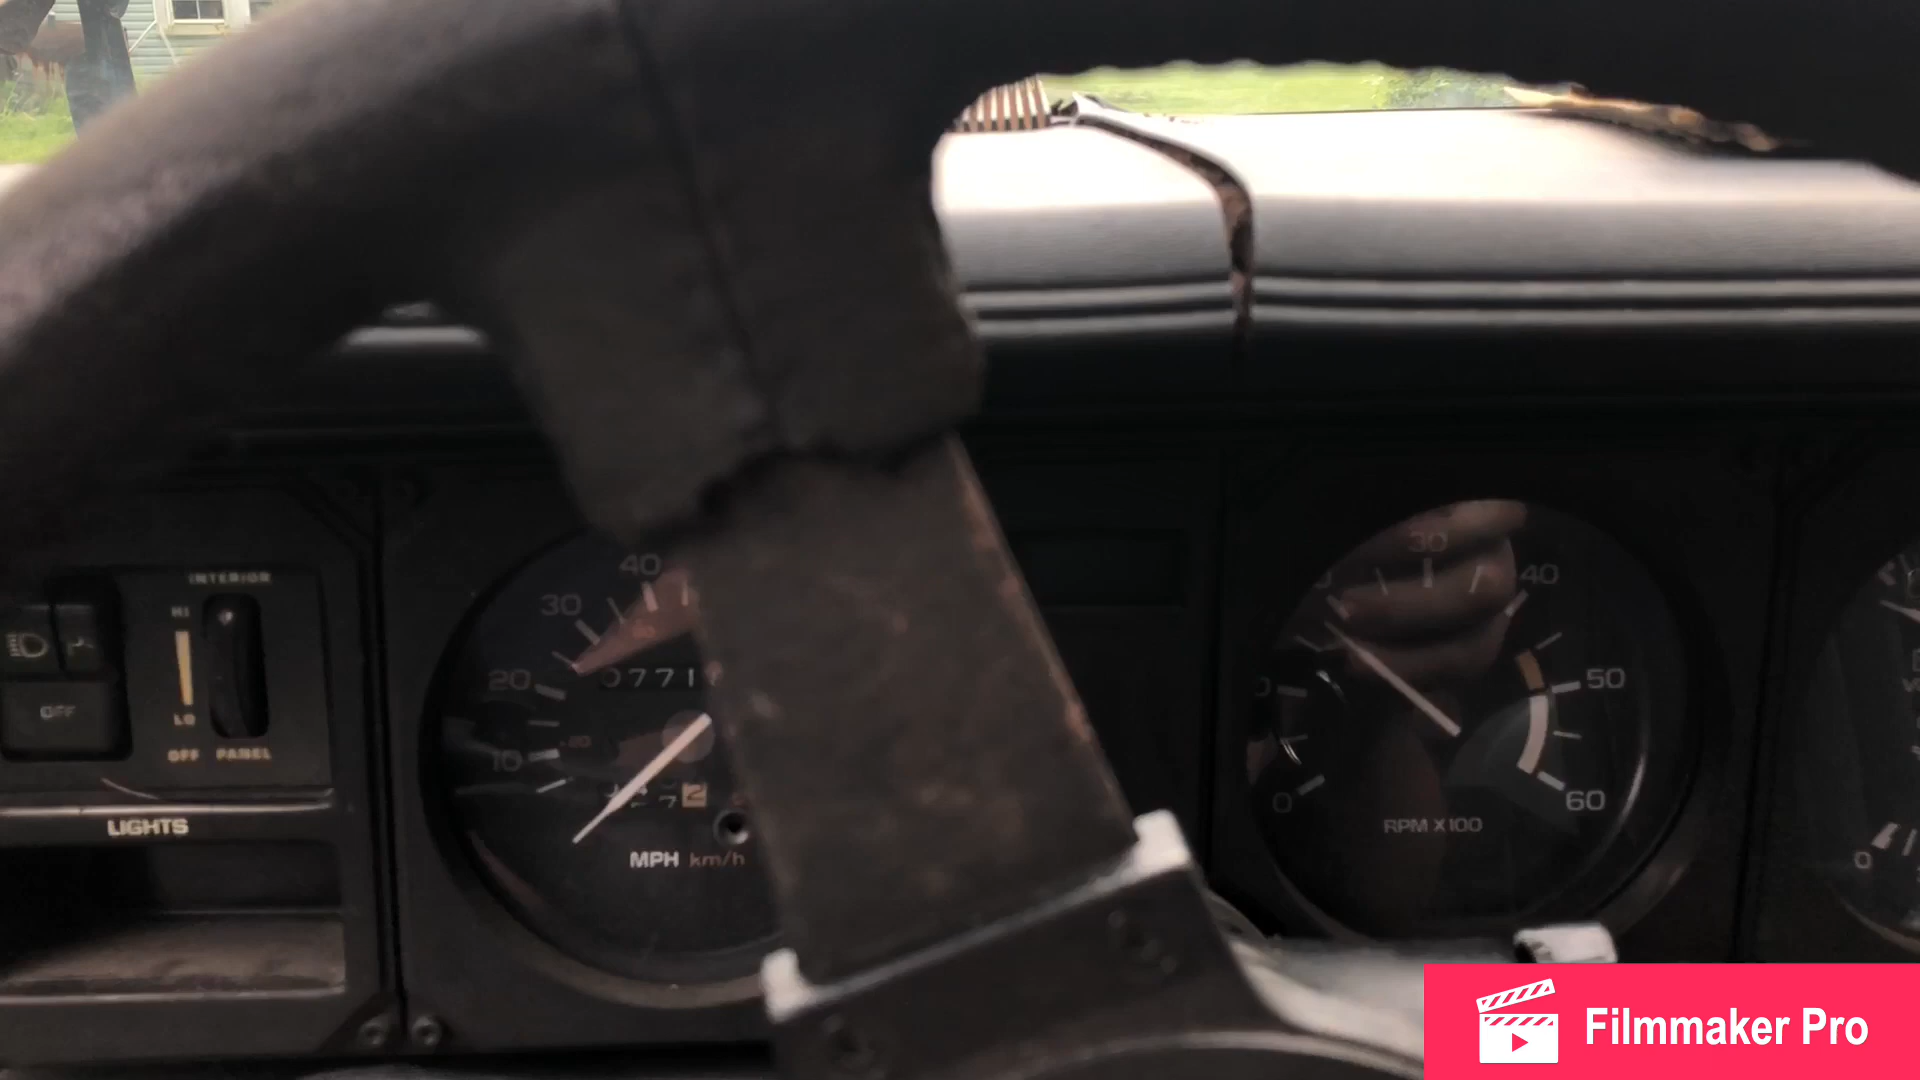 INTERIOR
HI
LO
OFF
OFF PANEL
LIGHTS
40
30
20
10
MPH km/h
30
40
50
60
0
RPM X100
0
Filmmaker Pro